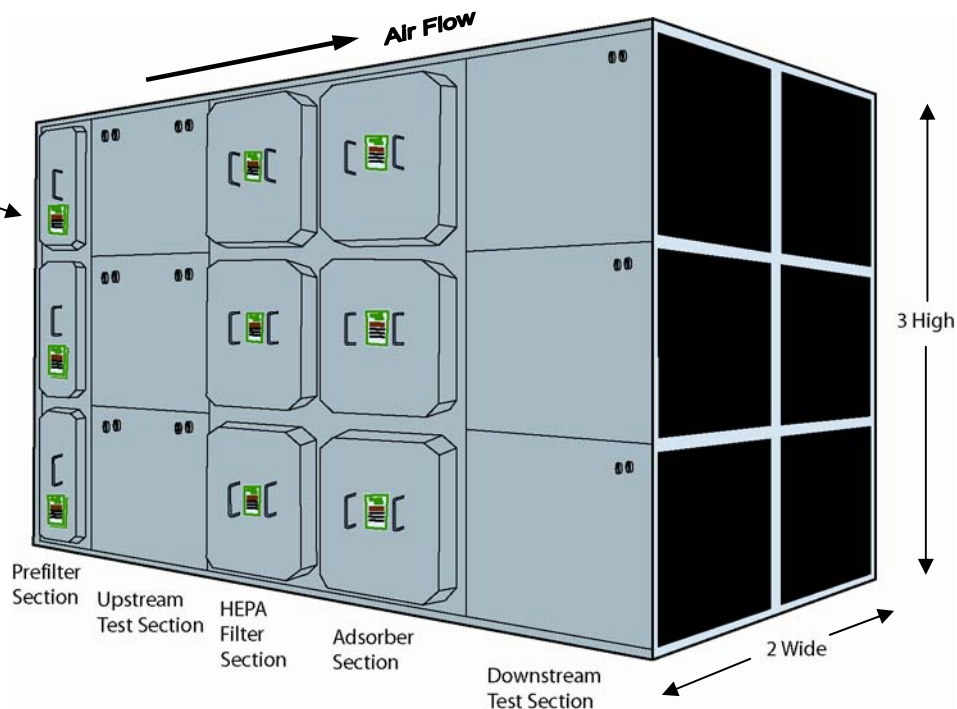 Air Flow
3 High
2 Wide
Prefilter
Section
Upstream
Test Section
HEPA
Filter
Section
Adsorber
Section
Downstream
Test Section